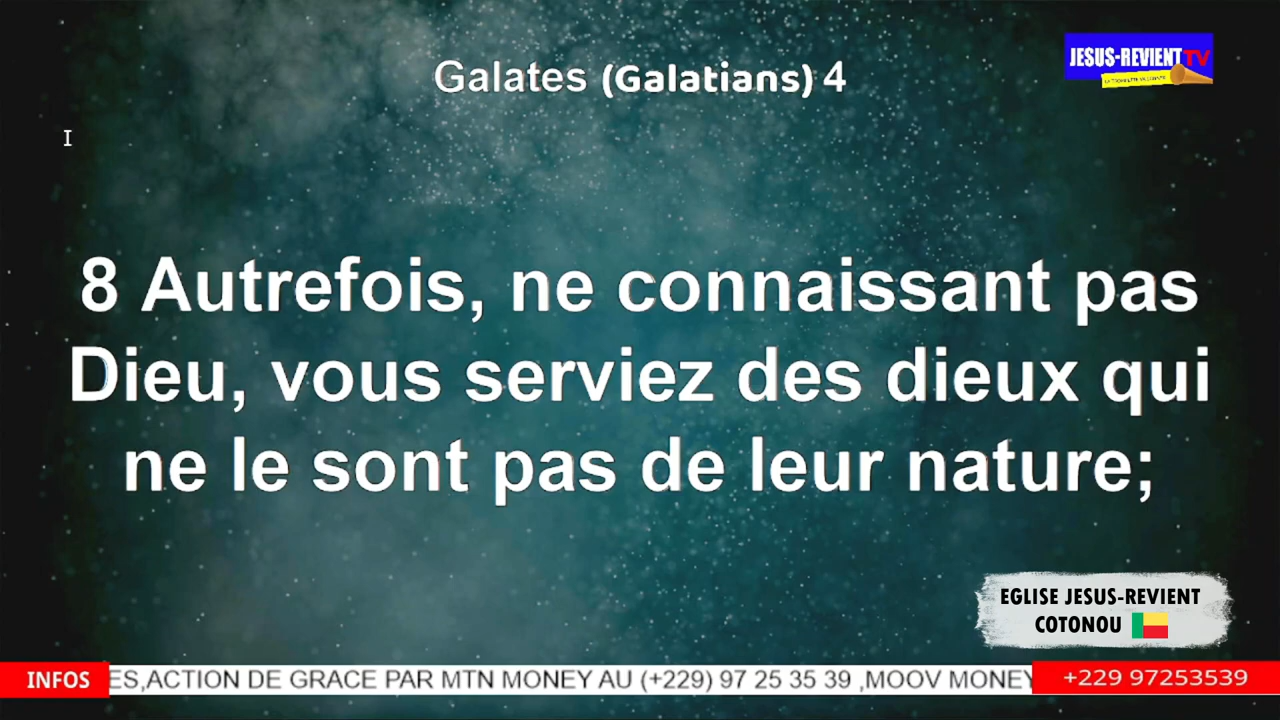 Galates (Galatians) 4
JESUS-REVIENT TV
8 Autrefois, ne connaissant pas
Dieu, vous serviez des dieux qui
ne le sont pas de leur nature;
EGLISE JESUS-REVIENT
COTONOU
INFOS ES,ACTION DE GRACE PAR MTN MONEY AU (+229) 97 25 35 39 ,MOOV MONEY +229 97253539